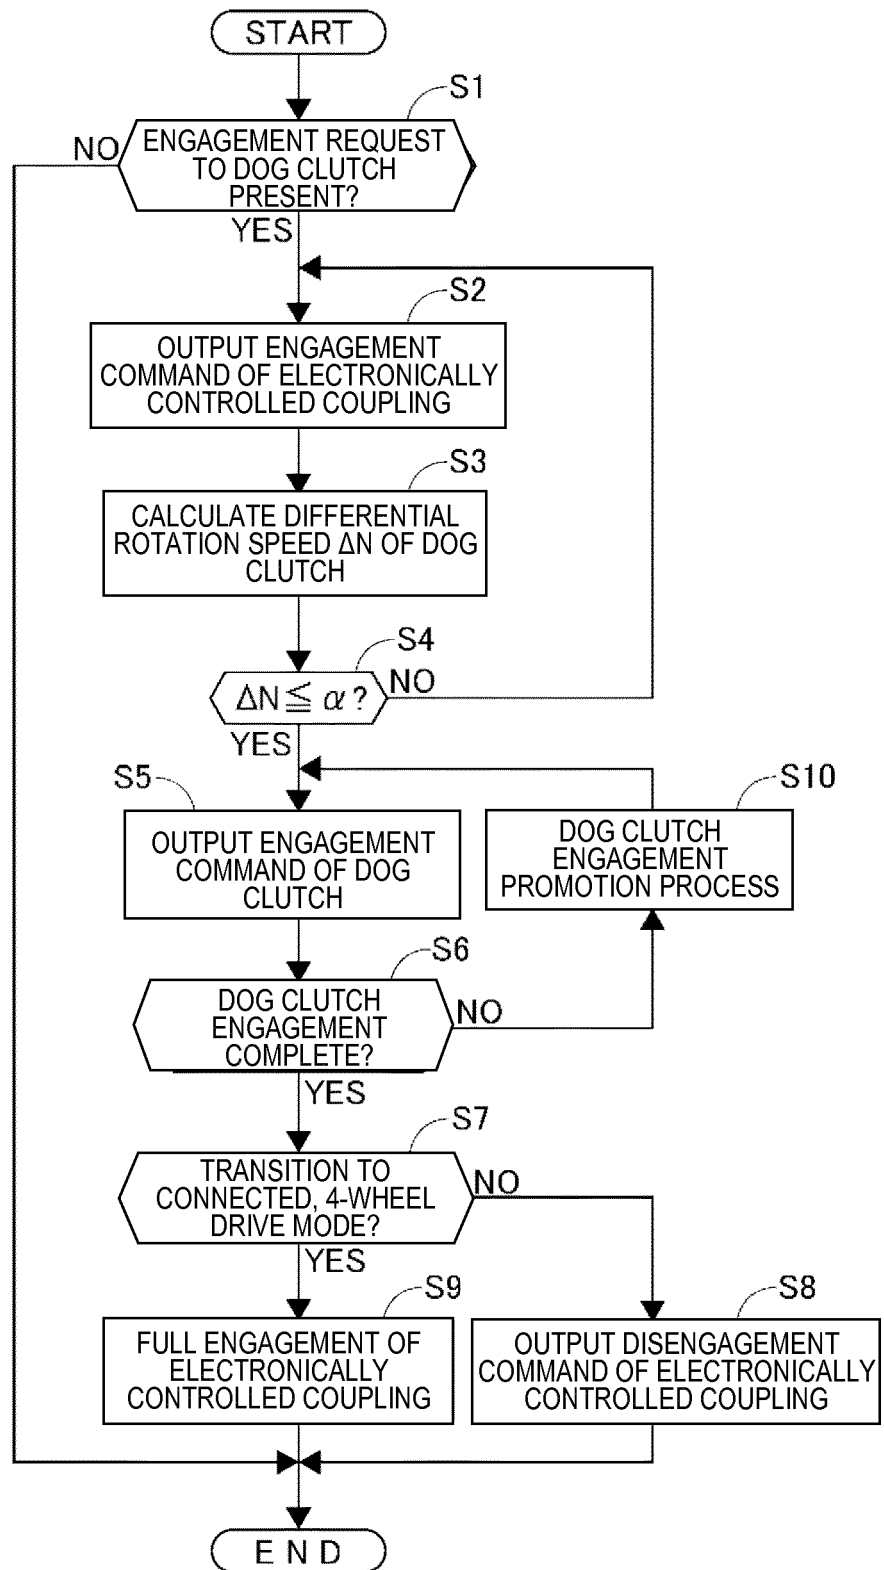 START
S1
ENGAGEMENT REQUEST
TO DOG CLUTCH
PRESENT?
NO
YES
S2
OUTPUT ENGAGEMENT
COMMAND OF ELECTRONICALLY
CONTROLLED COUPLING
S3
CALCULATE DIFFERENTIAL
ROTATION SPEED ΔN OF DOG
CLUTCH
S4
ΔN ≦ α?
NO
YES
S5
OUTPUT ENGAGEMENT
COMMAND OF DOG
CLUTCH
S10
DOG CLUTCH
ENGAGEMENT
PROMOTION PROCESS
S6
DOG CLUTCH
ENGAGEMENT
COMPLETE?
NO
YES
S7
TRANSITION TO
CONNECTED, 4-WHEEL
DRIVE MODE?
NO
YES
S9
FULL ENGAGEMENT OF
ELECTRONICALLY
CONTROLLED COUPLING
S8
OUTPUT DISENGAGEMENT
COMMAND OF ELECTRONICALLY
CONTROLLED COUPLING
END